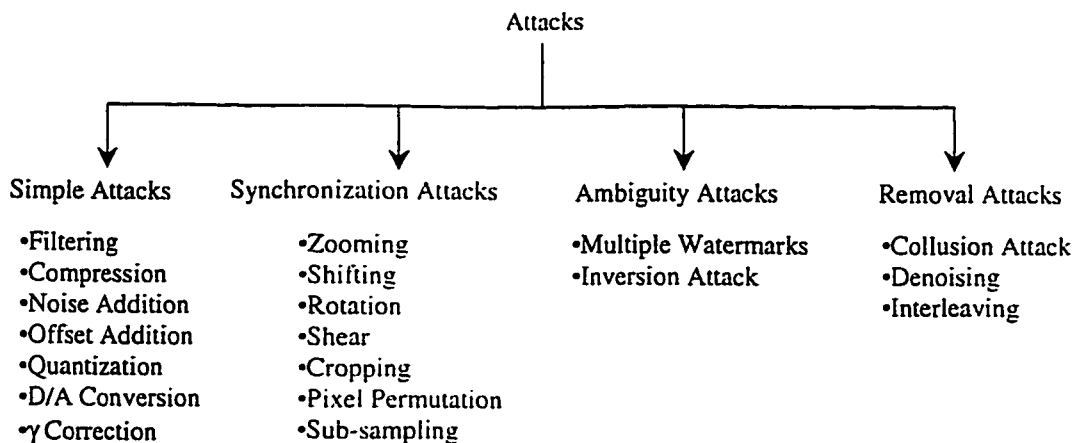 Attacks
Simple Attacks
•Filtering
•Compression
•Noise Addition
•Offset Addition
•Quantization
•D/A Conversion
•γ Correction
Synchronization Attacks
•Zooming
•Shifting
•Rotation
•Shear
•Cropping
•Pixel Permutation
•Sub-sampling
Ambiguity Attacks
•Multiple Watermarks
•Inversion Attack
Removal Attacks
•Collusion Attack
•Denoising
•Interleaving